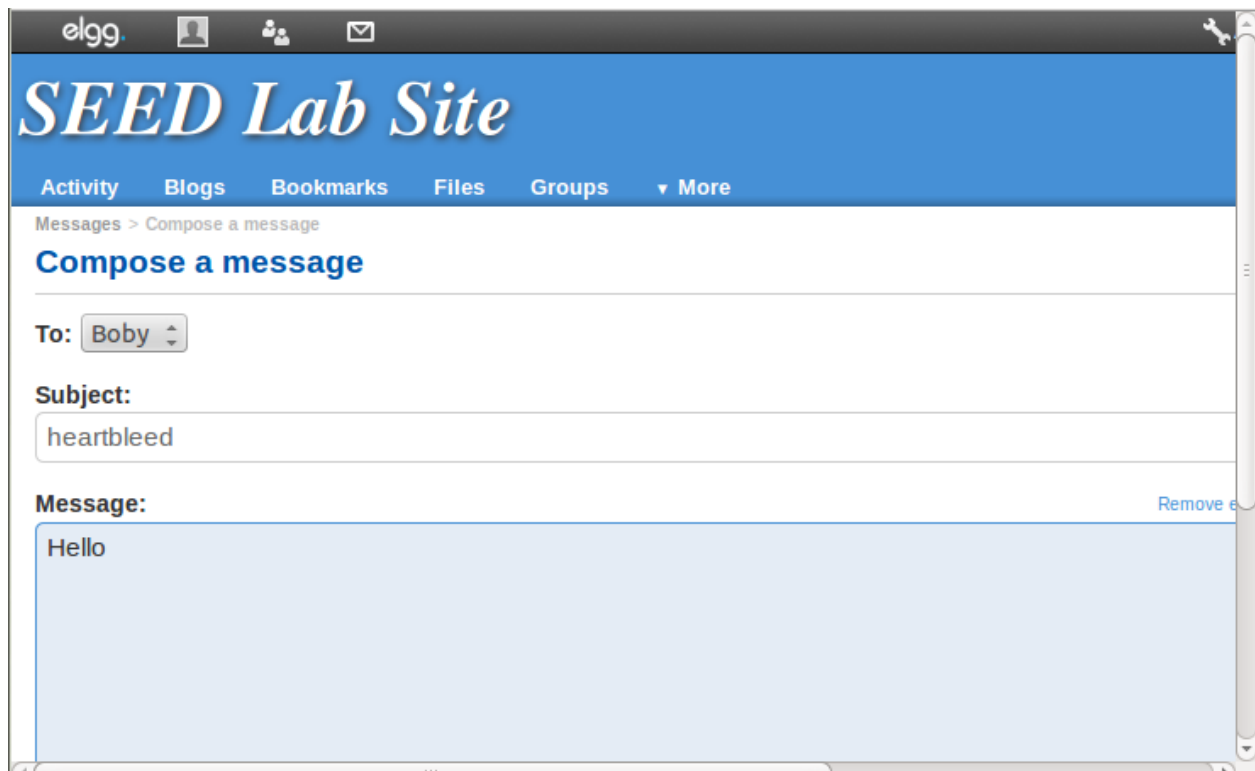 elgg.
SEED Lab Site
Activity Blogs Bookmarks Files Groups ▼ More
Messages > Compose a message
Compose a message
To: Boby
Subject:
heartbleed
Message: Remove e
Hello